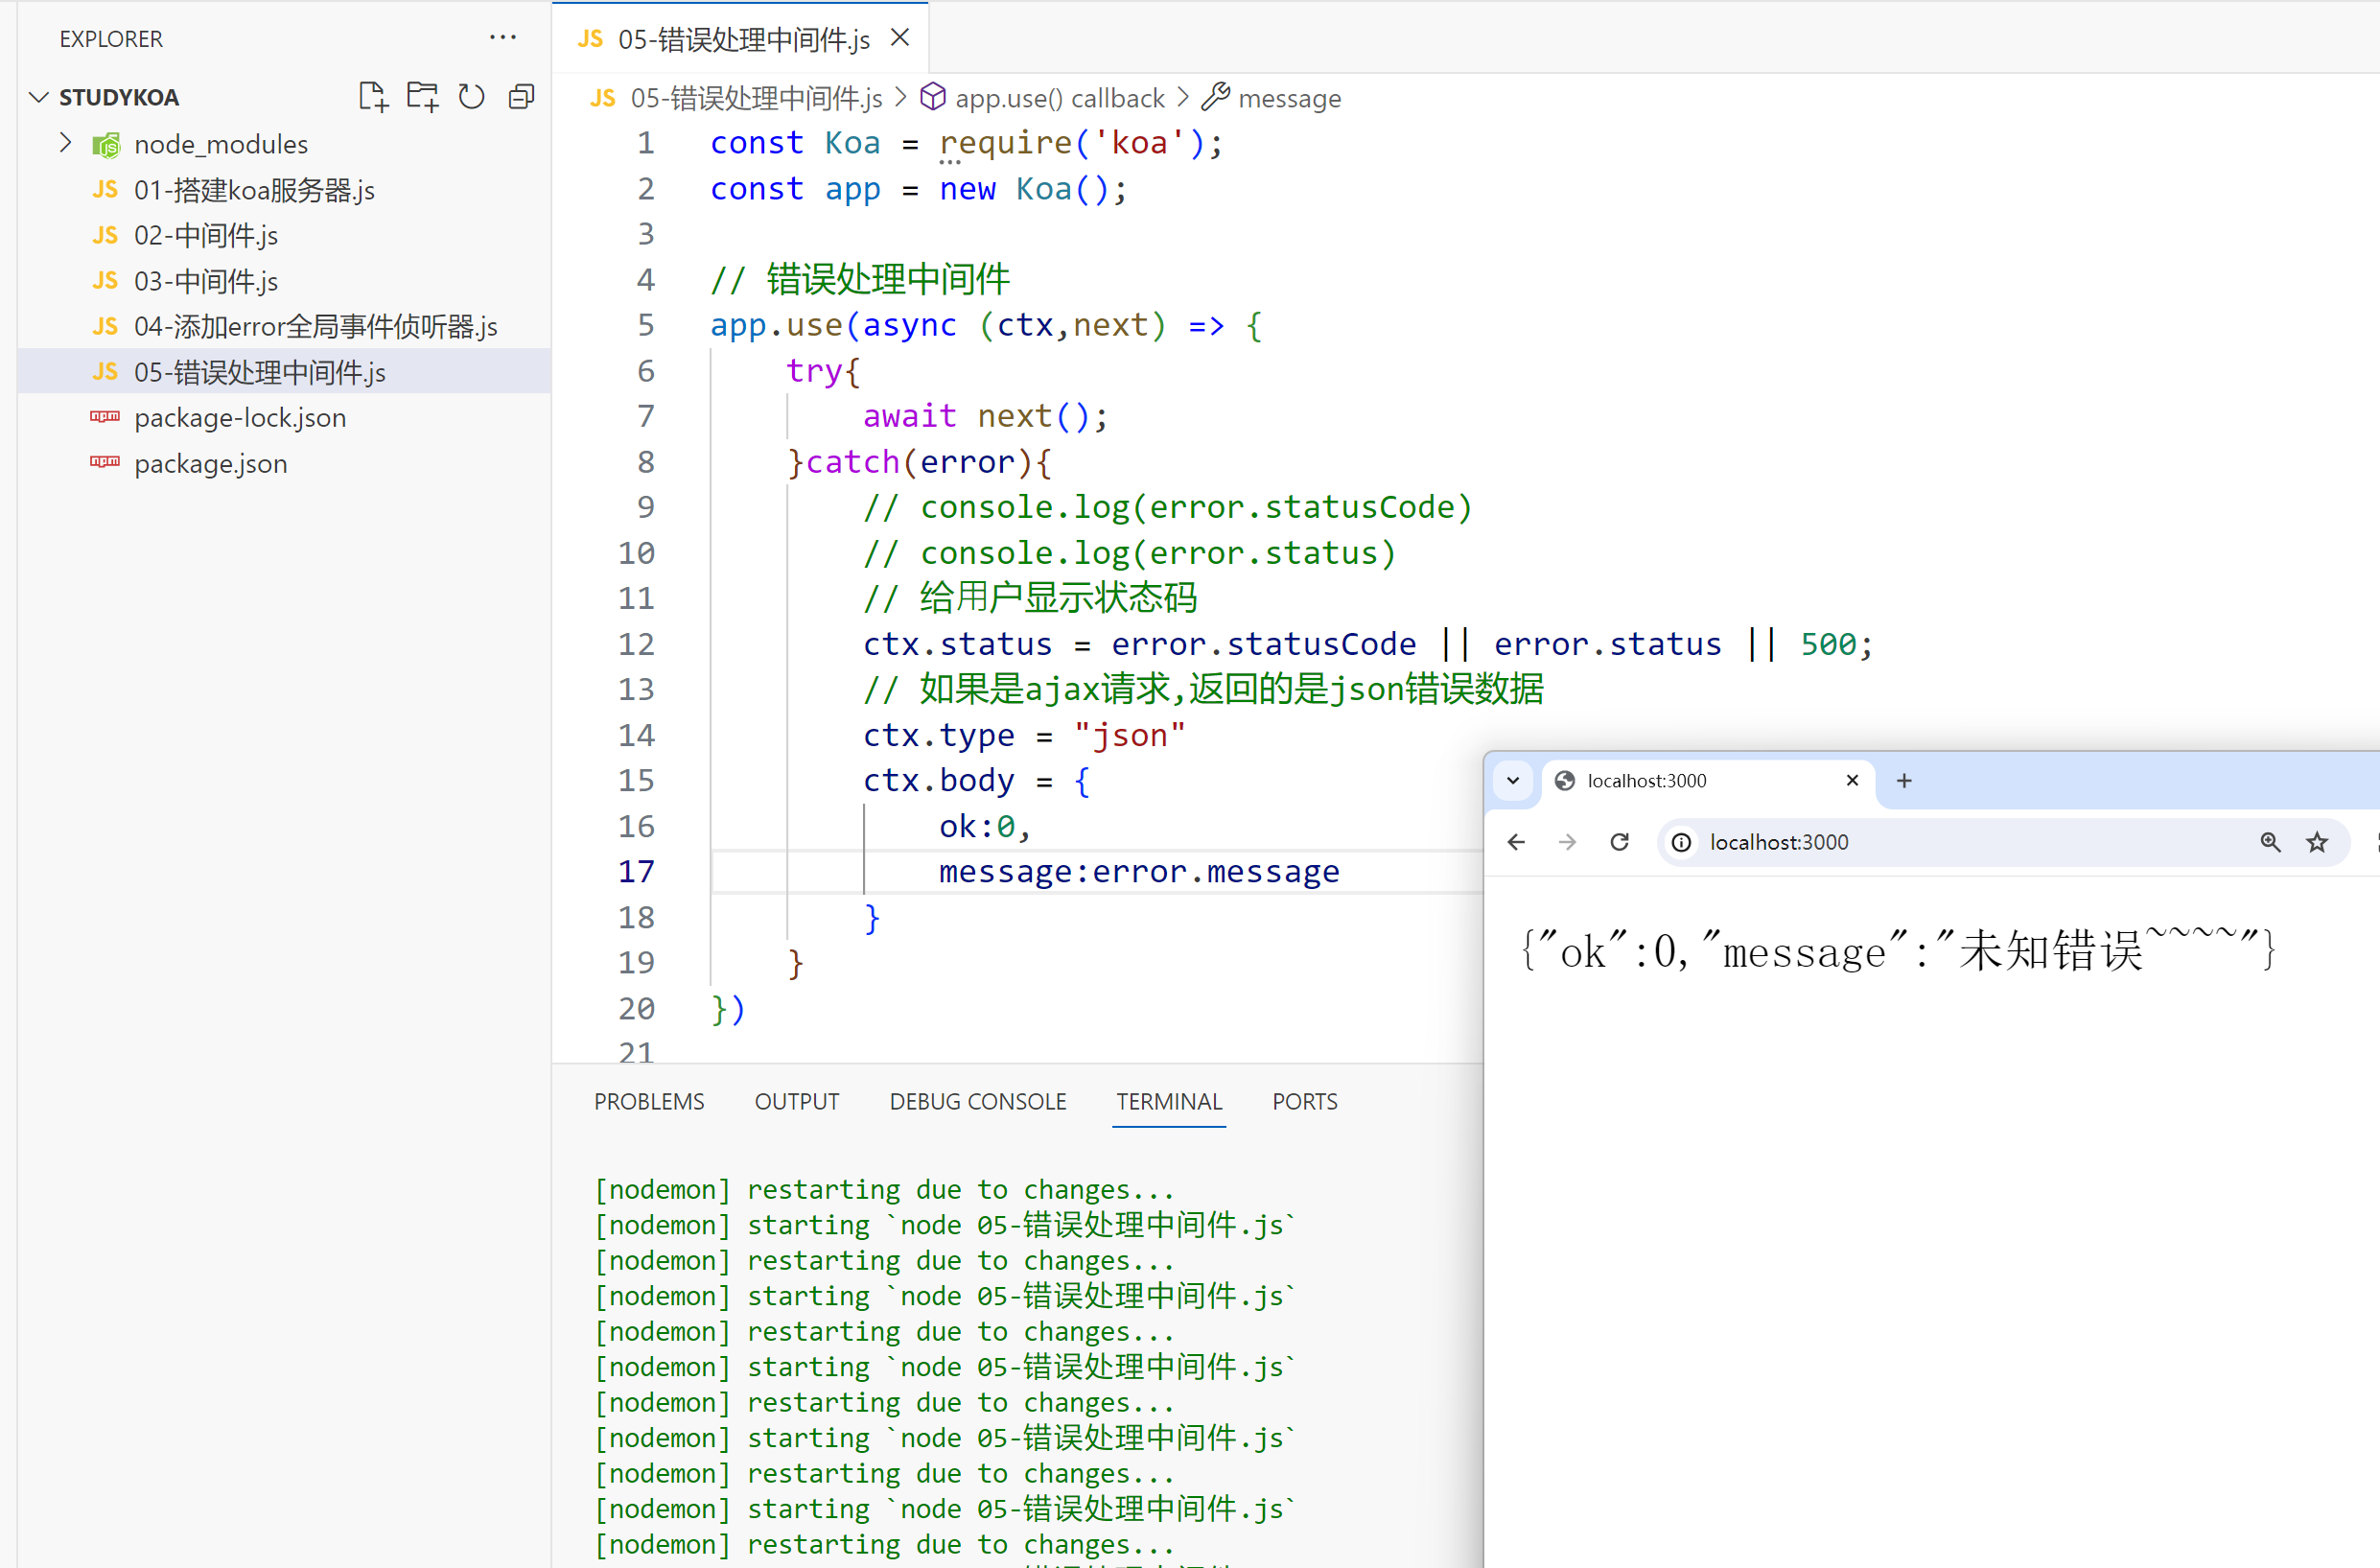 EXPLORER
STUDYKOA
node_modules
JS 01-搭建koa服务器.js
JS 02-中间件.js
JS 03-中间件.js
JS 04-添加error全局事件侦听器.js
JS 05-错误处理中间件.js
package-lock.json
package.json
JS 05-错误处理中间件.js
JS 05-错误处理中间件.js > app.use() callback > message
1 const Koa = require('koa');
2 const app = new Koa();
3
4 // 错误处理中间件
5 app.use(async (ctx,next) => {
6 try{
7 await next();
8 }catch(error){
9 // console.log(error.statusCode)
10 // console.log(error.status)
11 // 给用户显示状态码
12 ctx.status = error.statusCode || error.status || 500;
13 // 如果是ajax请求,返回的是json错误数据
14 ctx.type = "json"
15 ctx.body = {
16 ok:0,
17 message:error.message
18 }
19 }
20 })
21
PROBLEMS OUTPUT DEBUG CONSOLE TERMINAL PORTS
[nodemon] restarting due to changes...
[nodemon] starting `node 05-错误处理中间件.js`
[nodemon] restarting due to changes...
[nodemon] starting `node 05-错误处理中间件.js`
[nodemon] restarting due to changes...
[nodemon] starting `node 05-错误处理中间件.js`
[nodemon] restarting due to changes...
[nodemon] starting `node 05-错误处理中间件.js`
[nodemon] restarting due to changes...
[nodemon] starting `node 05-错误处理中间件.js`
[nodemon] restarting due to changes...
localhost:3000
localhost:3000
{"ok":0,"message":"未知错误~~~~"}